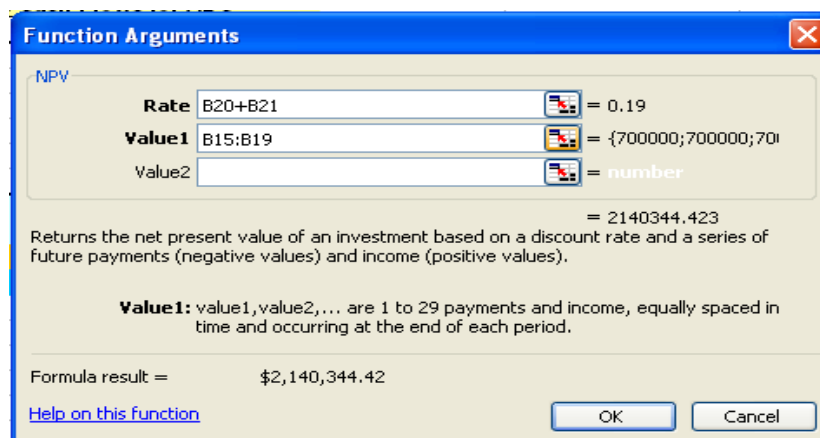 Function Arguments
NPV
Rate B20+B21 = 0.19
Value1 B15:B19 = {700000;700000;70
Value2 = number
= 2140344.423
Returns the net present value of an investment based on a discount rate and a series of
future payments (negative values) and income (positive values).
Value1: value1,value2,... are 1 to 29 payments and income, equally spaced in
time and occurring at the end of each period.
Formula result = $2,140,344.42
Help on this function OK Cancel